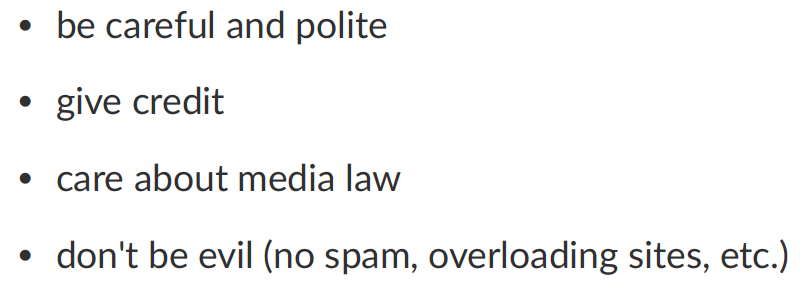 • be careful and polite
• give credit
• care about media law
• don't be evil (no spam, overloading sites, etc.)